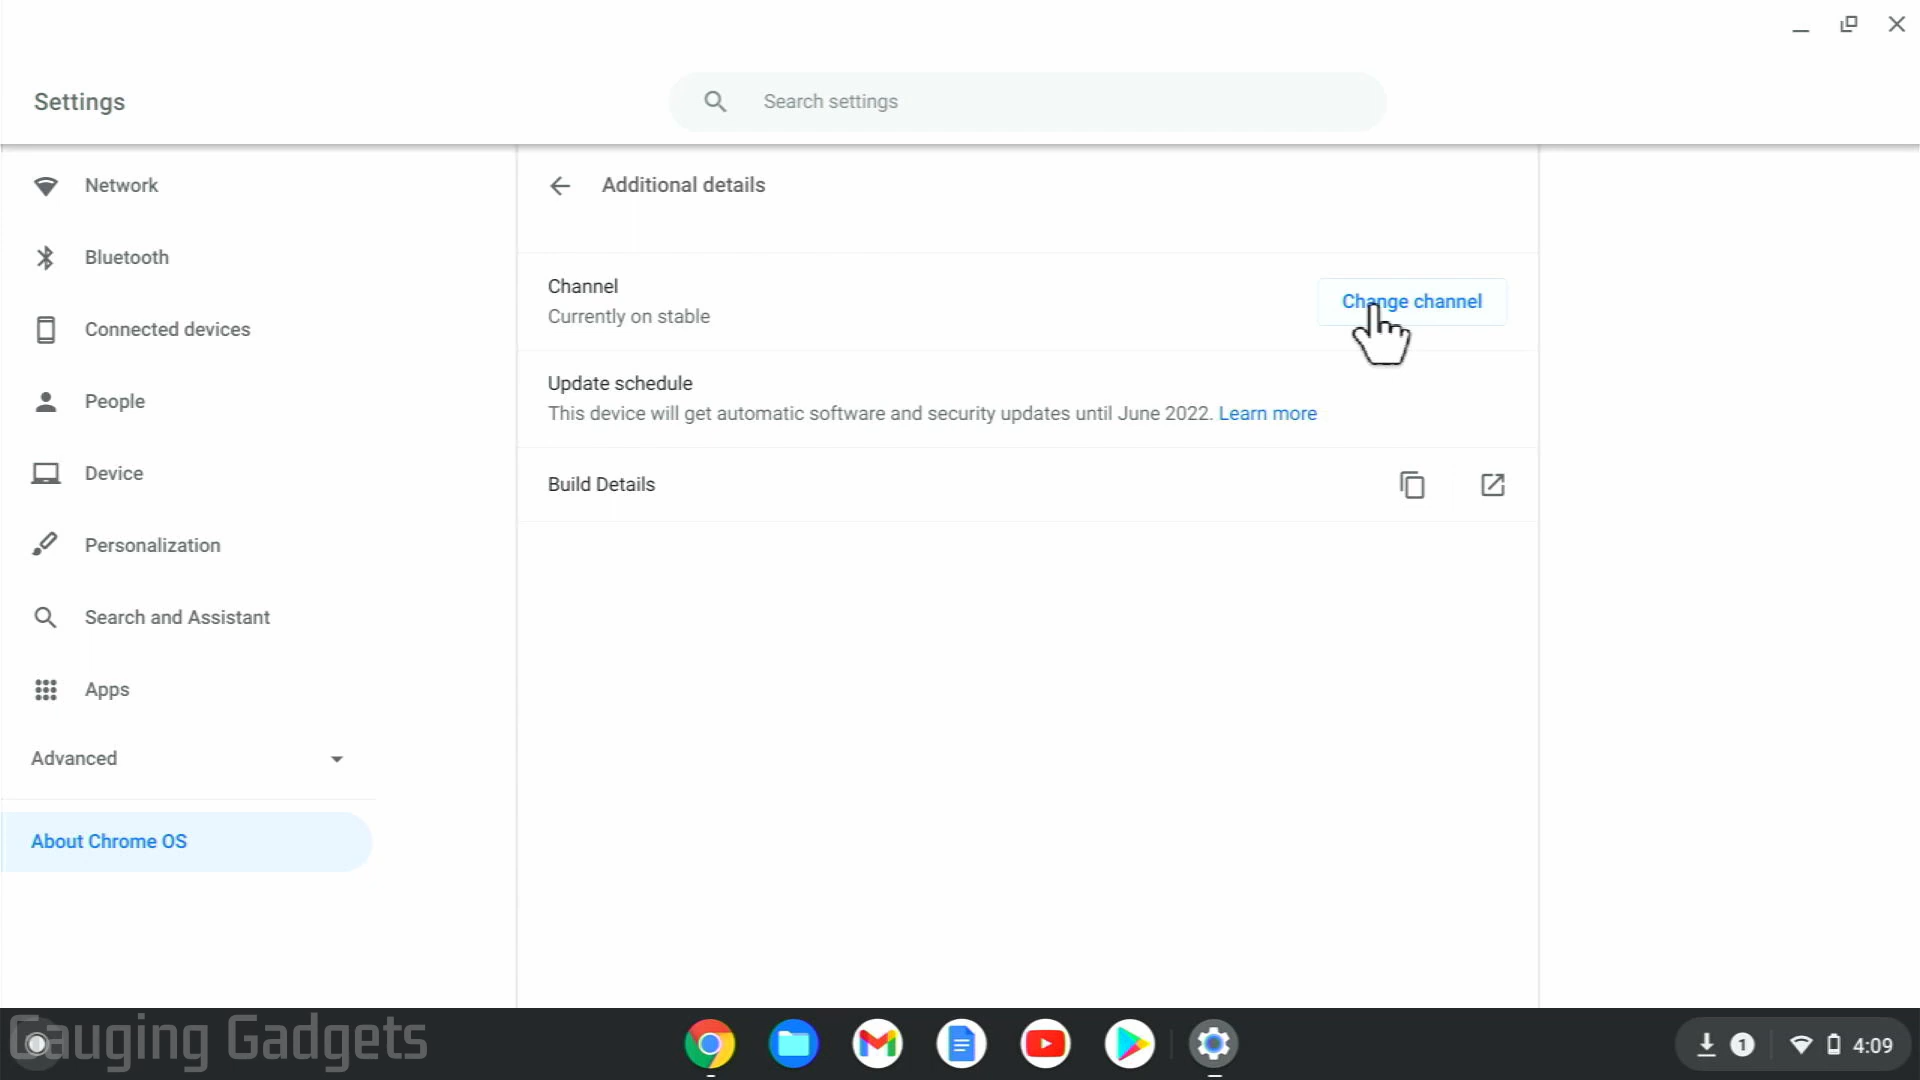 Settings
Search settings
Network
Bluetooth
Connected devices
People
Device
Personalization
Search and Assistant
Apps
Advanced
About Chrome OS
Additional details
Channel
Currently on stable
Change channel
Update schedule
This device will get automatic software and security updates until June 2022. Learn more
Build Details
Gauging Gadgets
1
4:09